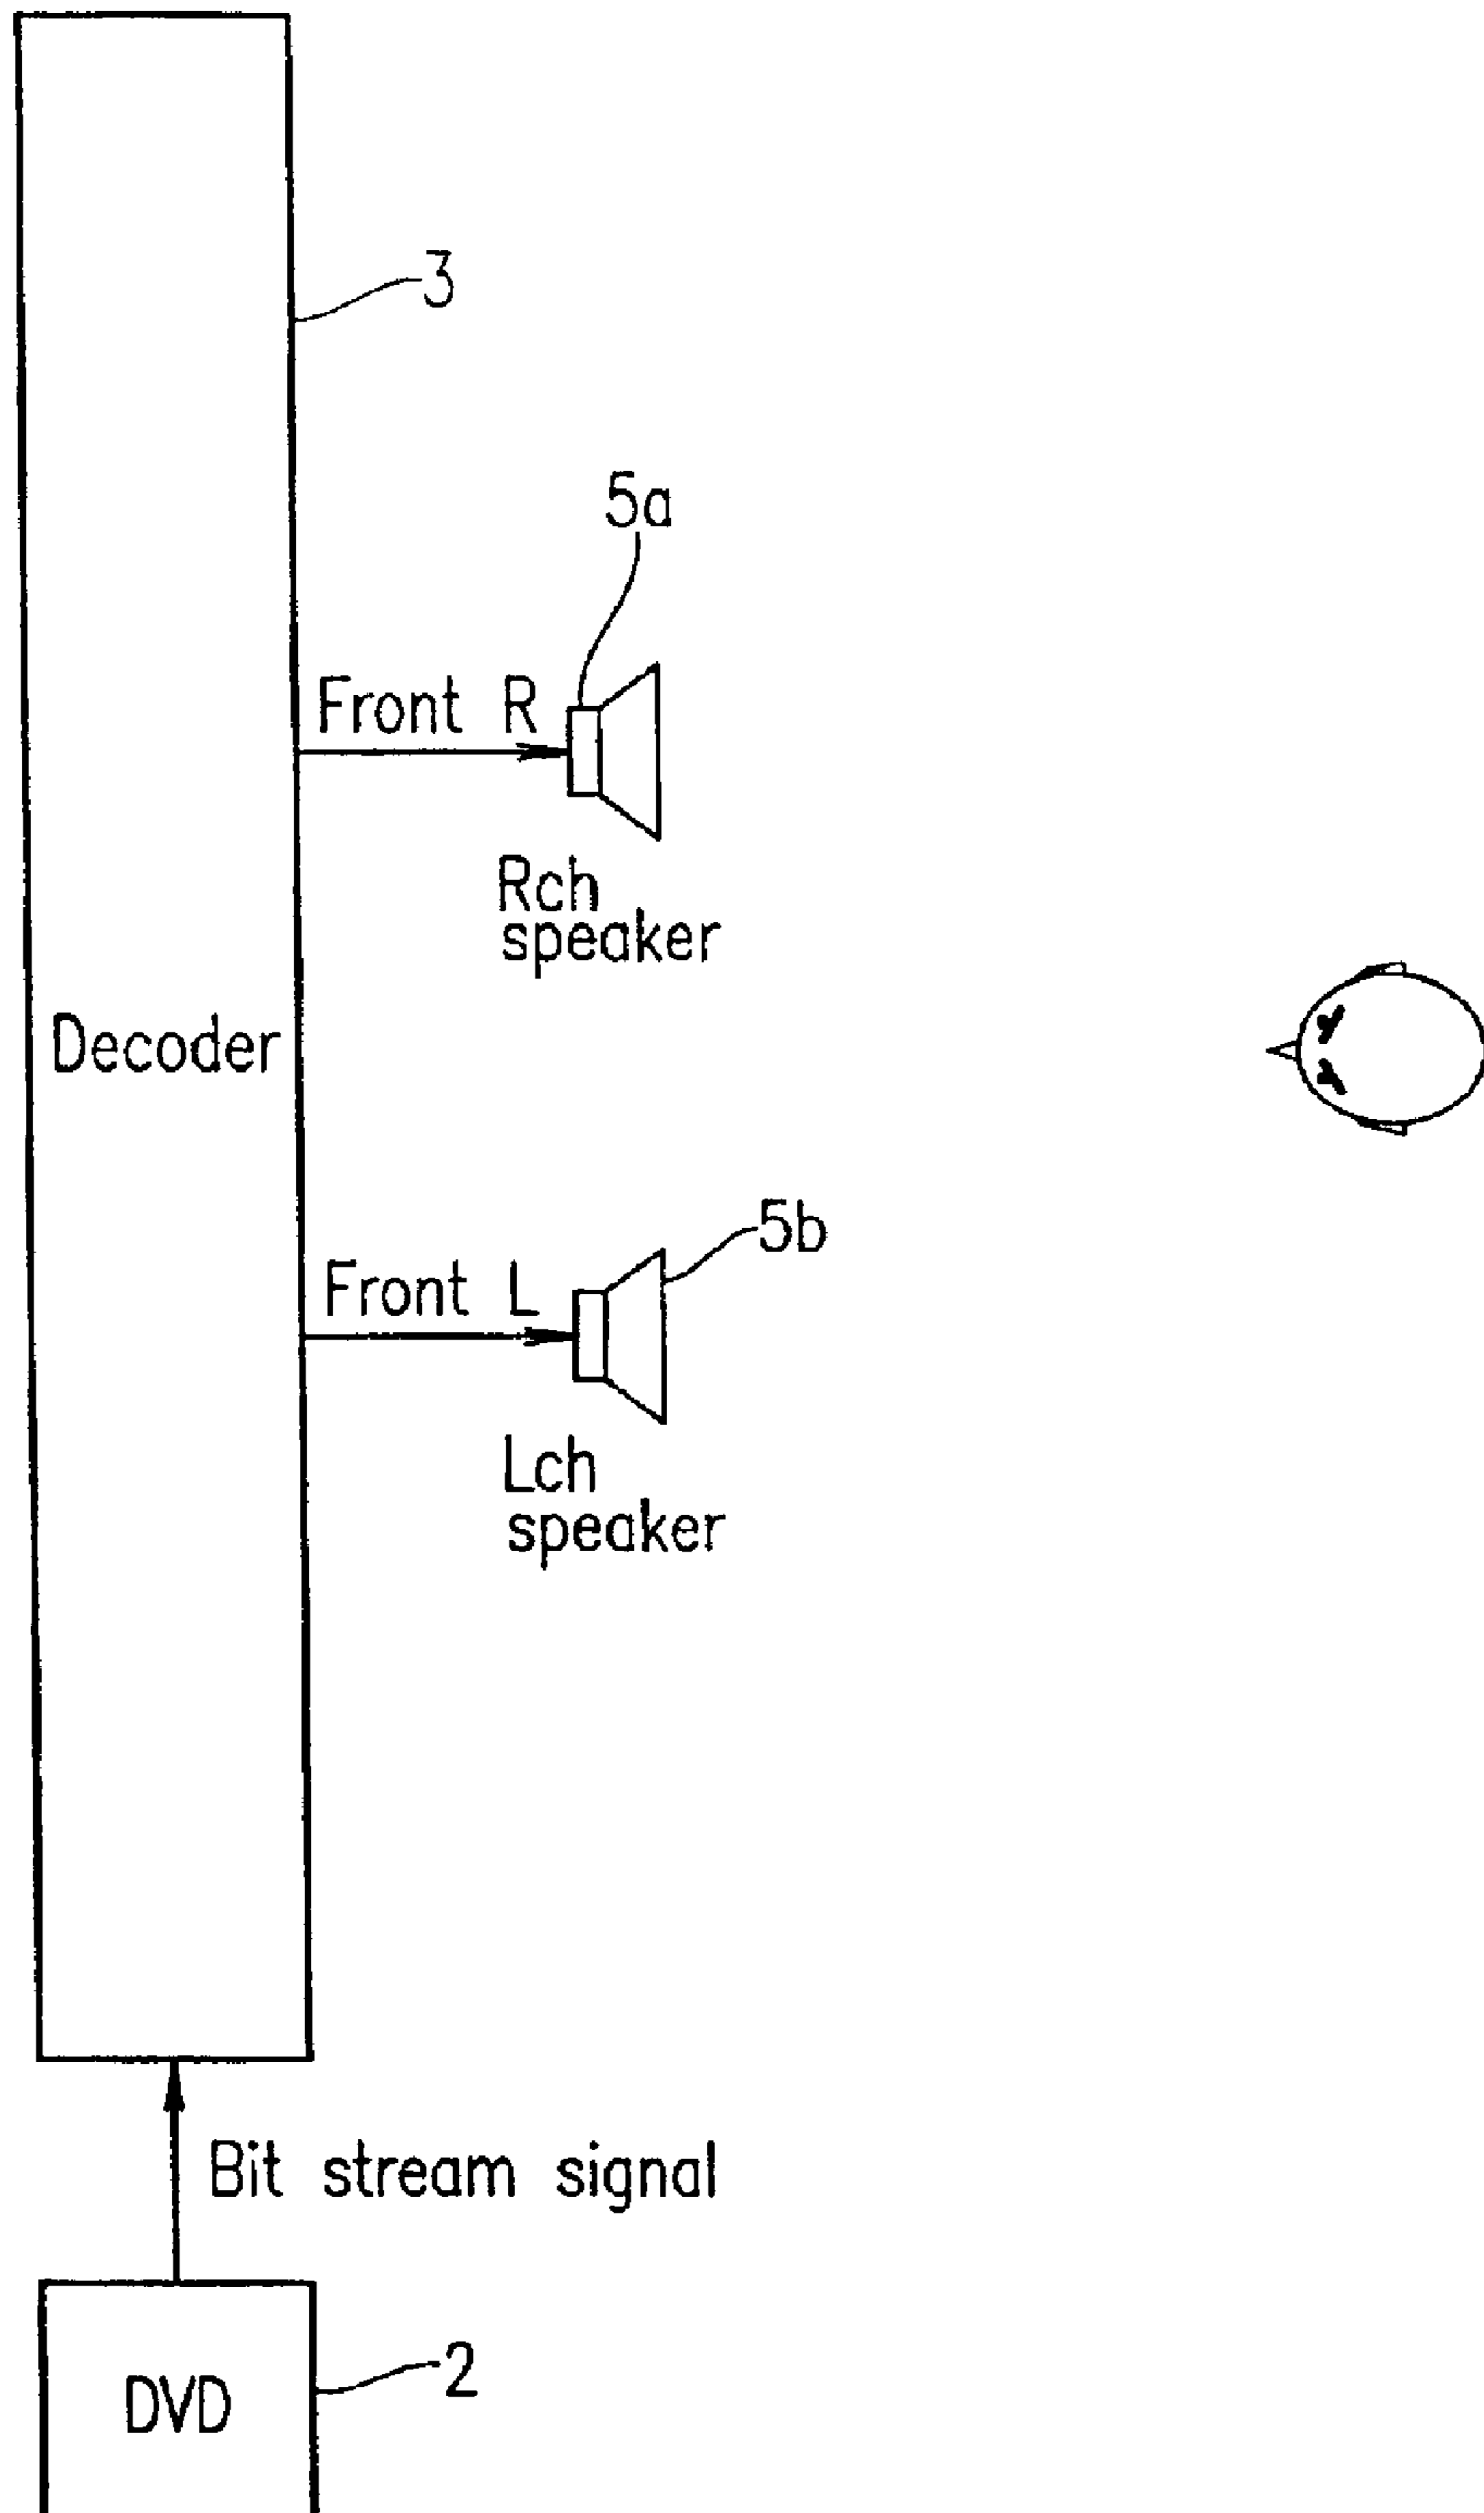 3
5a
Front R
Rch
speaker
Decoder
5b
Front L
Lch
speaker
Bit stream signal
2
DVD